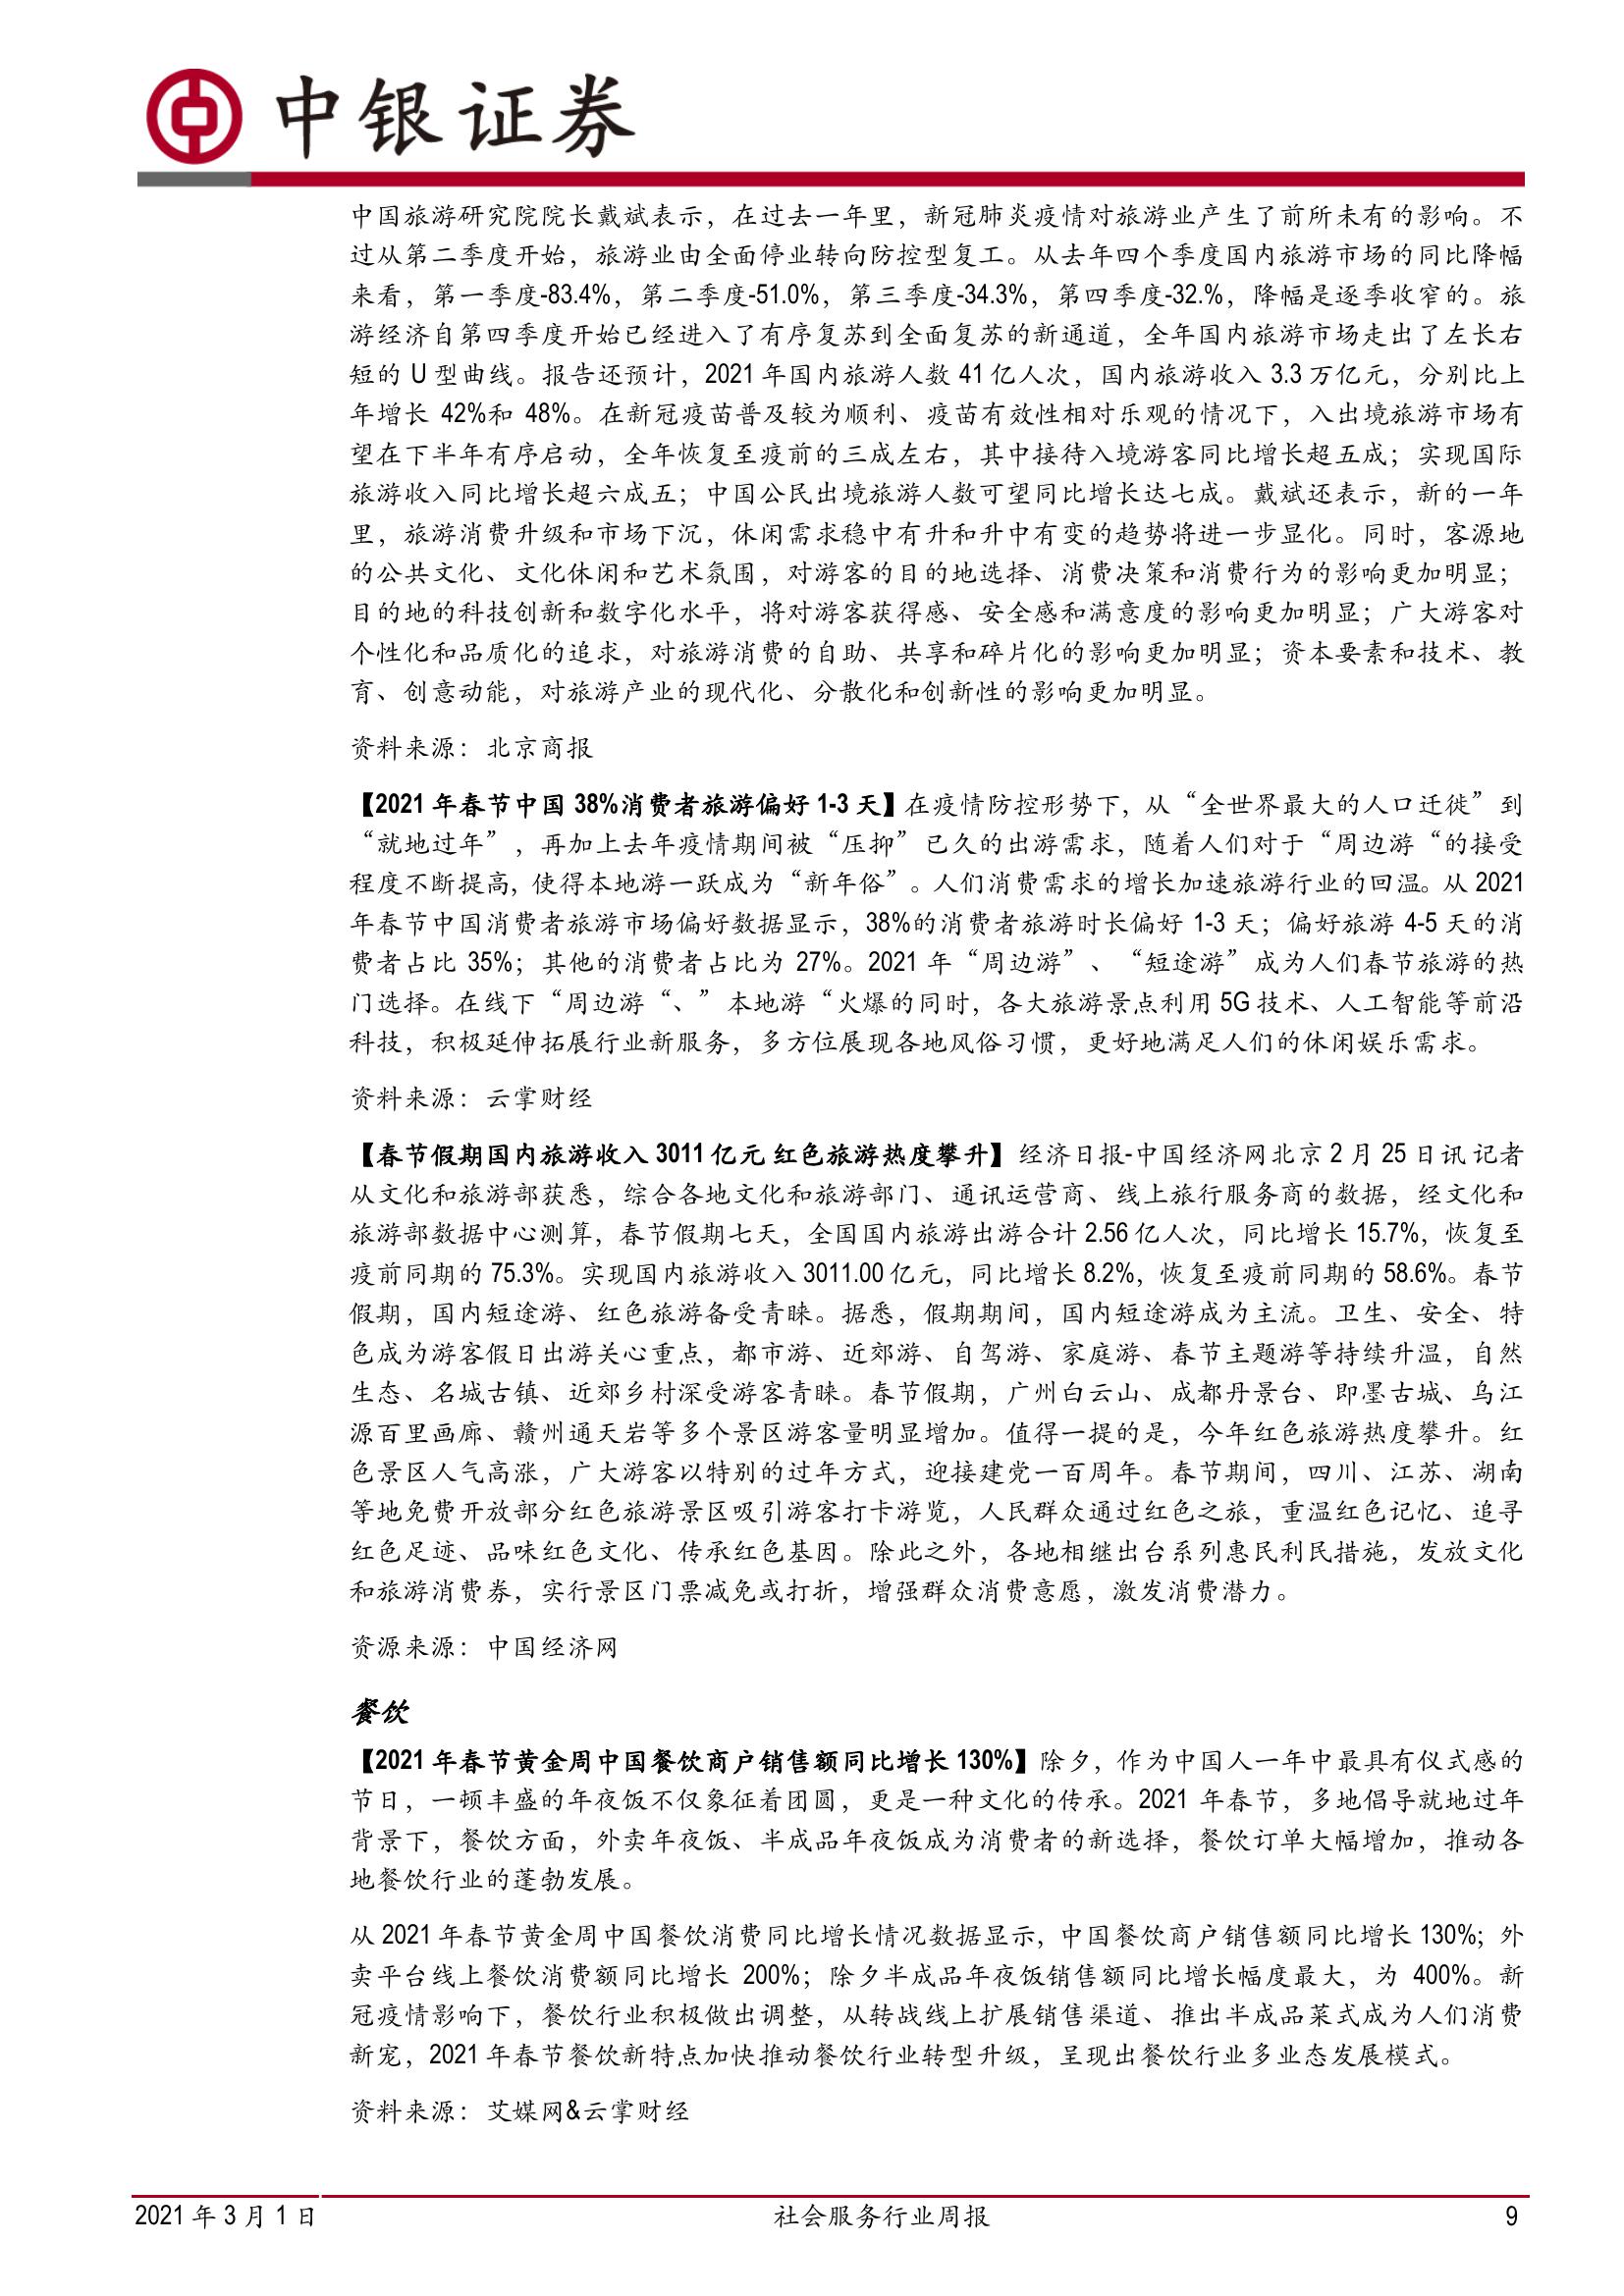 中银证券
中国旅游研究院院长戴斌表示，在过去一年里，新冠肺炎疫情对旅游业产生了前所未有的影响。不
过从第二季度开始，旅游业由全面停业转向防控型复工。从去年四个季度国内旅游市场的同比降幅
来看，第一季度-83.4%，第二季度-51.0%，第三季度-34.3%，第四季度-32.%，降幅是逐季收窄的。旅
游经济自第四季度开始已经进入了有序复苏到全面复苏的新通道，全年国内旅游市场走出了左长右
短的 U 型曲线。报告还预计，2021 年国内旅游人数 41 亿人次，国内旅游收入 3.3 万亿元，分别比上
年增长 42%和 48%。在新冠疫苗普及较为顺利、疫苗有效性相对乐观的情况下，入出境旅游市场有
望在下半年有序启动，全年恢复至疫前的三成左右，其中接待入境游客同比增长超五成；实现国际
旅游收入同比增长超六成五；中国公民出境旅游人数可望同比增长达七成。戴斌还表示，新的一年
里，旅游消费升级和市场下沉，休闲需求稳中有升和升中有变的趋势将进一步显化。同时，客源地
的公共文化、文化休闲和艺术氛围，对游客的目的地选择、消费决策和消费行为的影响更加明显；
目的地的科技创新和数字化水平，将对游客获得感、安全感和满意度的影响更加明显；广大游客对
个性化和品质化的追求，对旅游消费的自助、共享和碎片化的影响更加明显；资本要素和技术、教
育、创意动能，对旅游产业的现代化、分散化和创新性的影响更加明显。
资料来源：北京商报
【2021 年春节中国 38%消费者旅游偏好 1-3 天】在疫情防控形势下，从“全世界最大的人口迁徙”到
“就地过年”，再加上去年疫情期间被“压抑”已久的出游需求，随着人们对于“周边游“的接受
程度不断提高，使得本地游一跃成为“新年俗”。人们消费需求的增长加速旅游行业的回温。从 2021
年春节中国消费者旅游市场偏好数据显示，38%的消费者旅游时长偏好 1-3 天；偏好旅游 4-5 天的消
费者占比 35%；其他的消费者占比为 27%。2021 年“周边游”、“短途游”成为人们春节旅游的热
门选择。在线下“周边游“、”本地游“火爆的同时，各大旅游景点利用 5G 技术、人工智能等前沿
科技，积极延伸拓展行业新服务，多方位展现各地风俗习惯，更好地满足人们的休闲娱乐需求。
资料来源：云掌财经
【春节假期国内旅游收入 3011 亿元 红色旅游热度攀升】经济日报-中国经济网北京 2 月 25 日讯 记者
从文化和旅游部获悉，综合各地文化和旅游部门、通讯运营商、线上旅行服务商的数据，经文化和
旅游部数据中心测算，春节假期七天，全国国内旅游出游合计 2.56 亿人次，同比增长 15.7%，恢复至
疫前同期的 75.3%。实现国内旅游收入 3011.00 亿元，同比增长 8.2%，恢复至疫前同期的 58.6%。春节
假期，国内短途游、红色旅游备受青睐。据悉，假期期间，国内短途游成为主流。卫生、安全、特
色成为游客假日出游关心重点，都市游、近郊游、自驾游、家庭游、春节主题游等持续升温，自然
生态、名城古镇、近郊乡村深受游客青睐。春节假期，广州白云山、成都丹景台、即墨古城、乌江
源百里画廊、赣州通天岩等多个景区游客量明显增加。值得一提的是，今年红色旅游热度攀升。红
色景区人气高涨，广大游客以特别的过年方式，迎接建党一百周年。春节期间，四川、江苏、湖南
等地免费开放部分红色旅游景区吸引游客打卡游览，人民群众通过红色之旅，重温红色记忆、追寻
红色足迹、品味红色文化、传承红色基因。除此之外，各地相继出台系列惠民利民措施，发放文化
和旅游消费券，实行景区门票减免或打折，增强群众消费意愿，激发消费潜力。
资源来源：中国经济网
餐饮
【2021 年春节黄金周中国餐饮商户销售额同比增长 130%】除夕，作为中国人一年中最具有仪式感的
节日，一顿丰盛的年夜饭不仅象征着团圆，更是一种文化的传承。2021 年春节，多地倡导就地过年
背景下，餐饮方面，外卖年夜饭、半成品年夜饭成为消费者的新选择，餐饮订单大幅增加，推动各
地餐饮行业的蓬勃发展。
从 2021 年春节黄金周中国餐饮消费同比增长情况数据显示，中国餐饮商户销售额同比增长 130%；外
卖平台线上餐饮消费额同比增长 200%；除夕半成品年夜饭销售额同比增长幅度最大，为 400%。新
冠疫情影响下，餐饮行业积极做出调整，从转战线上扩展销售渠道、推出半成品菜式成为人们消费
新宠，2021 年春节餐饮新特点加快推动餐饮行业转型升级，呈现出餐饮行业多业态发展模式。
资料来源：艾媒网&云掌财经
2021 年 3 月 1 日 社会服务行业周报 9